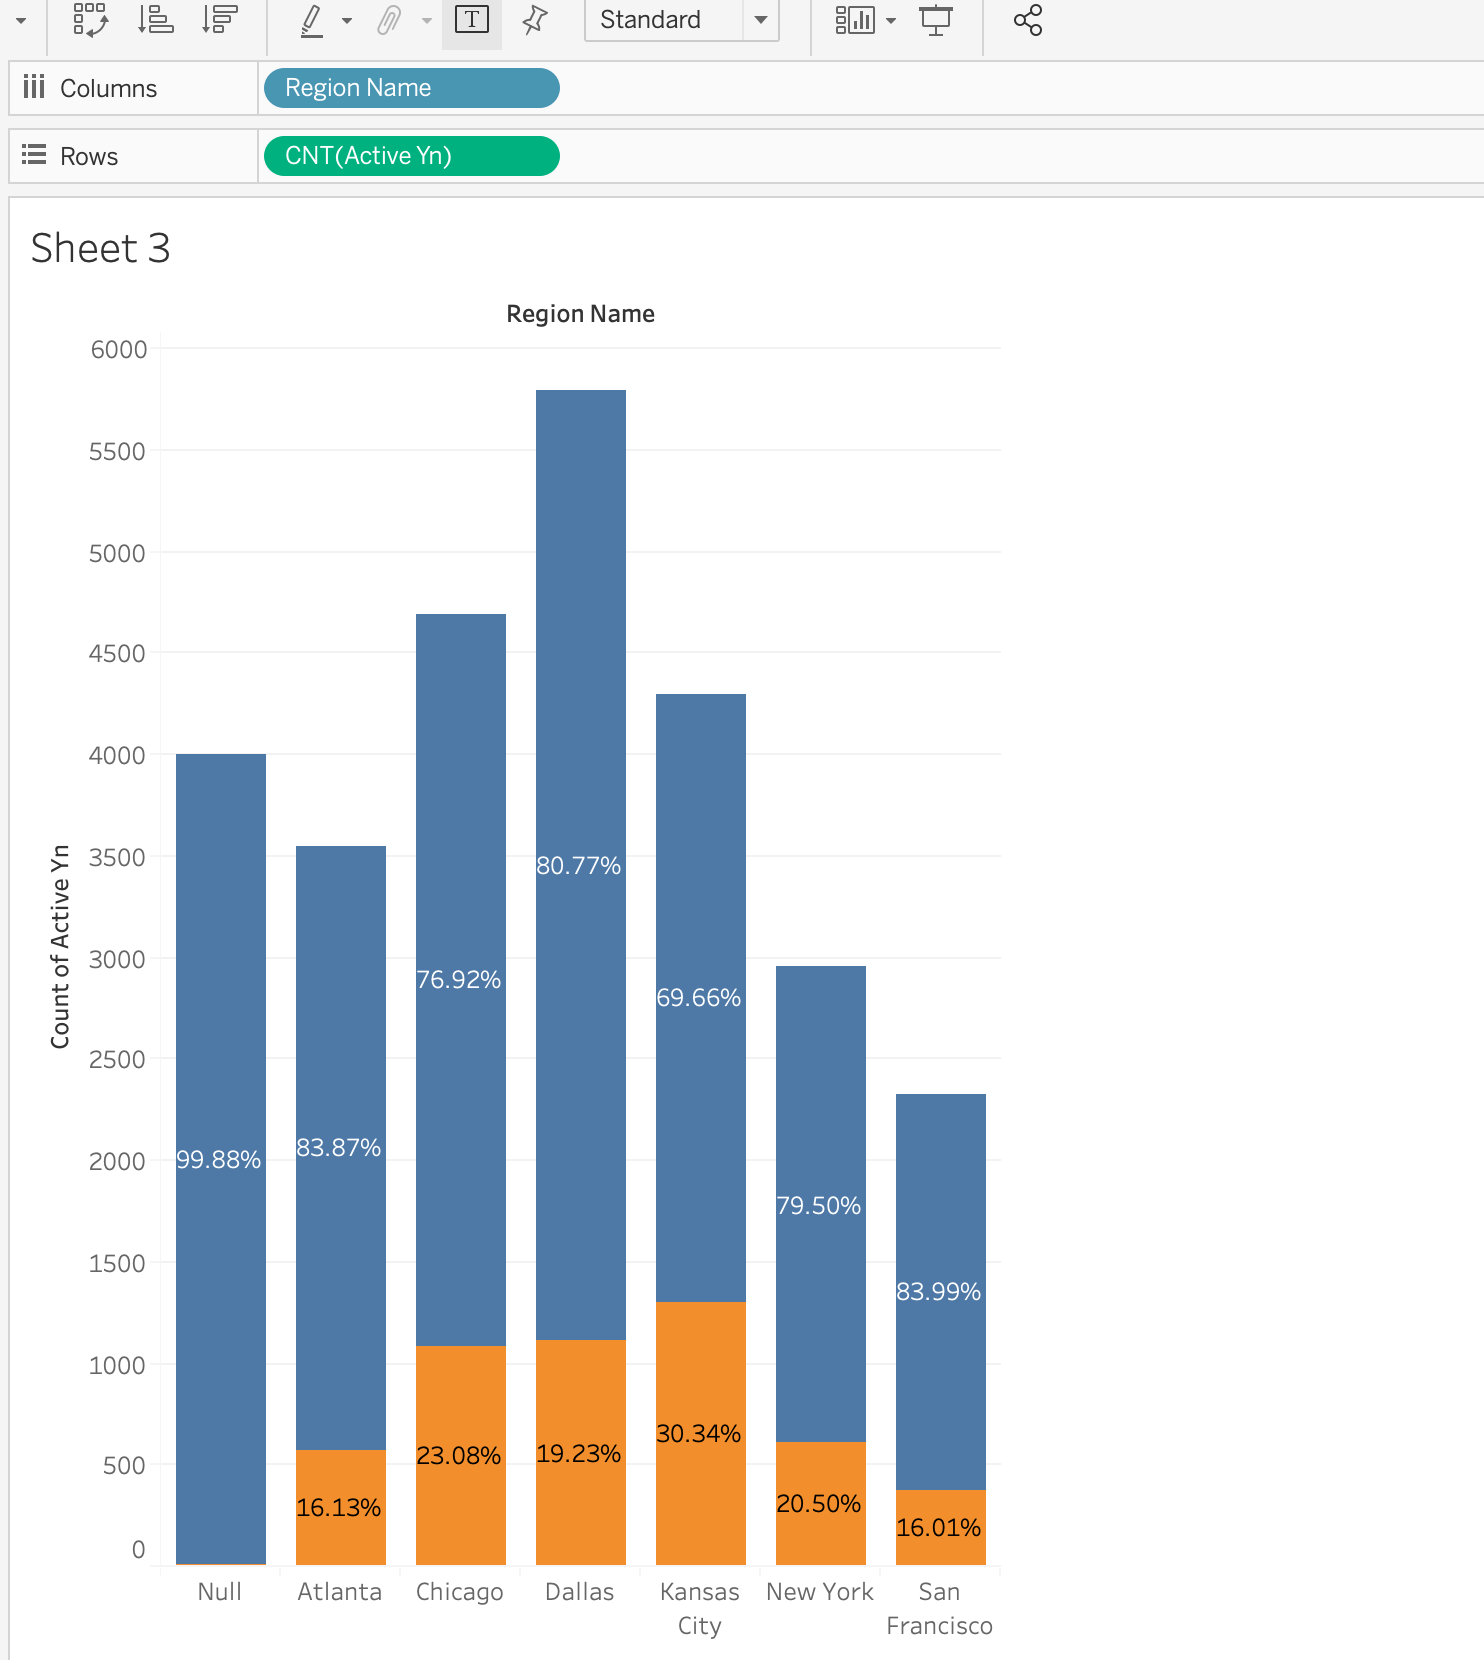 T
Standard
Columns
Region Name
Rows
CNT(Active Yn)
Sheet 3
Region Name
6000
5500
5000
4500
4000
3500
3000
2500
2000
1500
1000
500
0
Count of Active Yn
99.88%
83.87%
76.92%
80.77%
69.66%
79.50%
83.99%
16.13%
23.08%
19.23%
30.34%
20.50%
16.01%
Null
Atlanta
Chicago
Dallas
Kansas
City
New York
San
Francisco